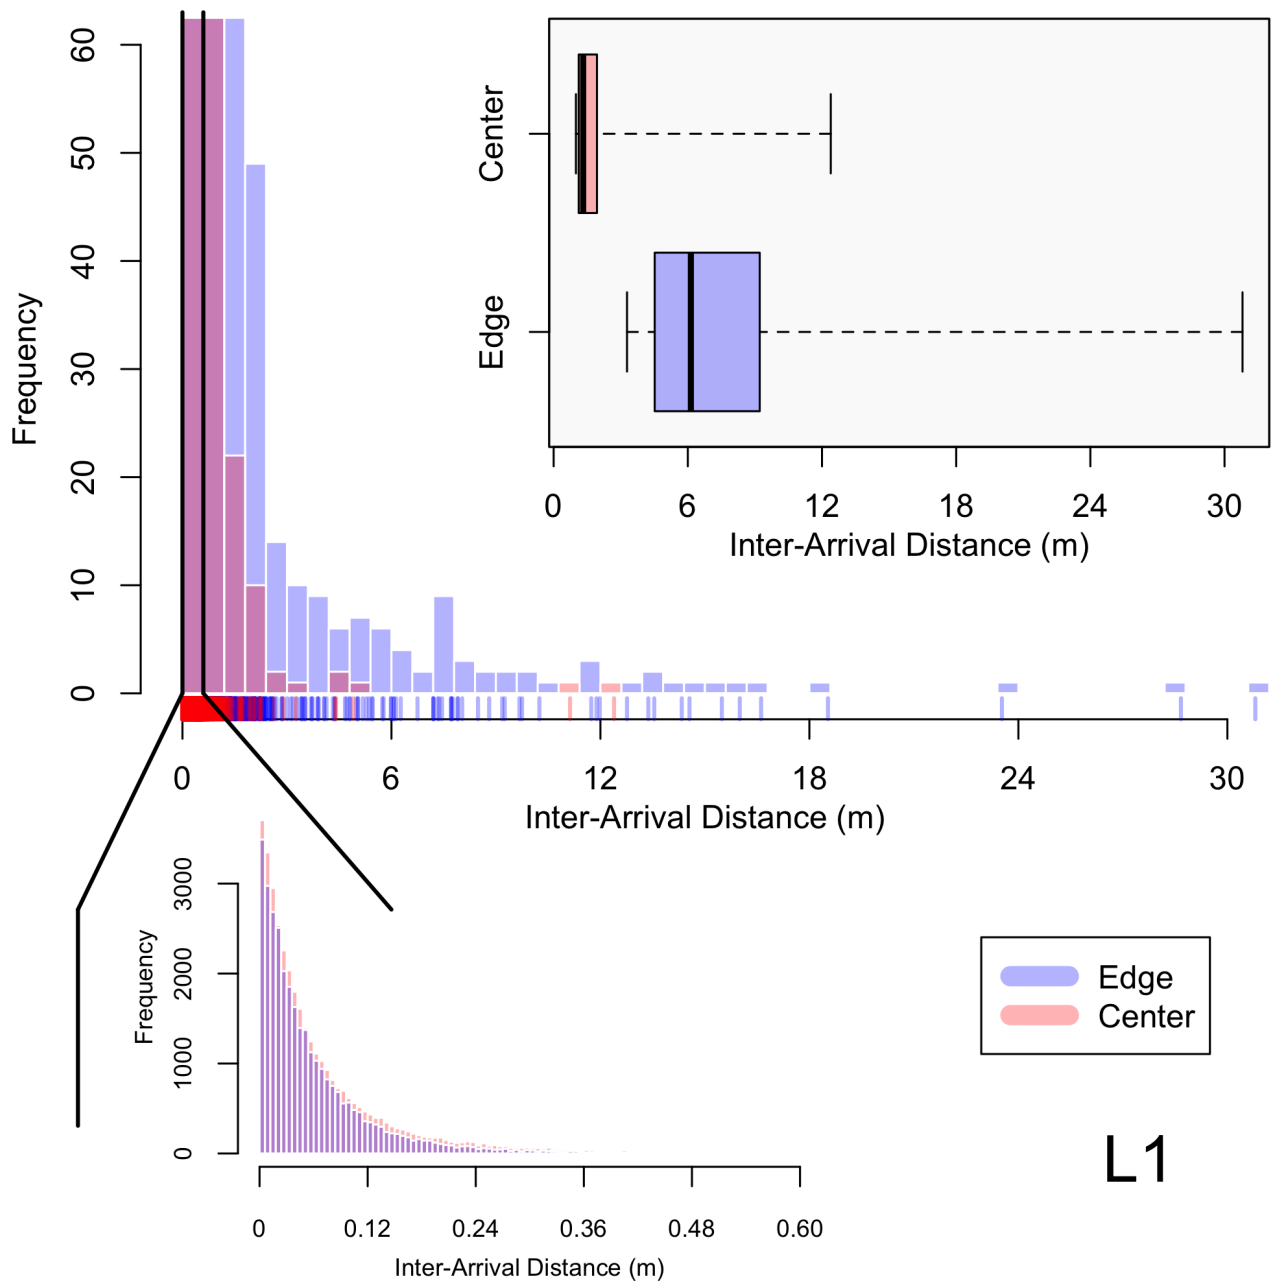 Frequency
0
10
20
30
40
50
60
Center
Edge
0 6 12 18 24 30
Inter-Arrival Distance (m)
0 6 12 18 24 30
Inter-Arrival Distance (m)
Frequency
0
1000
2000
3000
0 0.12 0.24 0.36 0.48 0.60
Inter-Arrival Distance (m)
Edge
Center
L1